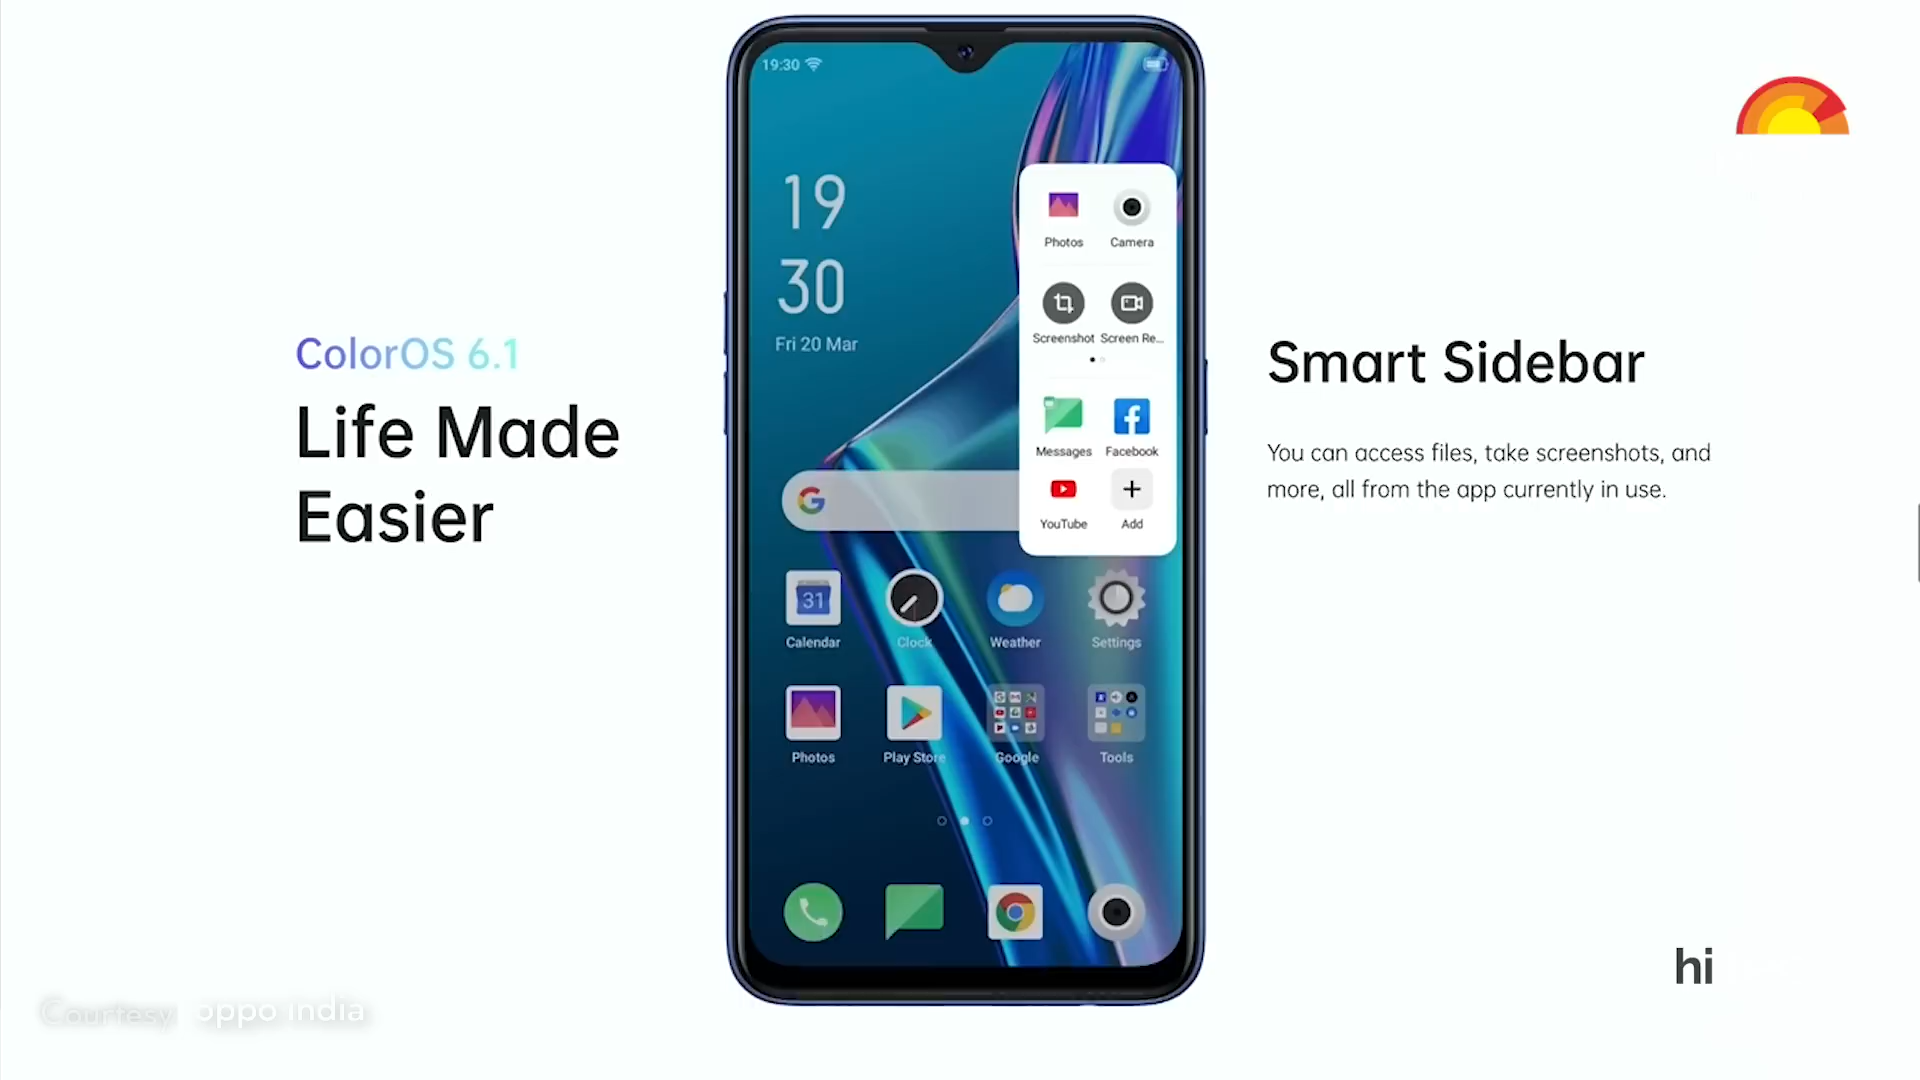 ColorOS 6.1
Life Made
Easier
19:30
19
30
Fri 20 Mar
Photos Camera
Screenshot Screen Re...
Messages Facebook
YouTube Add
G
31
Calendar Clock Weather Settings
Photos Play Store Google Tools
Smart Sidebar
You can access files, take screenshots, and
more, all from the app currently in use.
hi
Courtesy oppo india